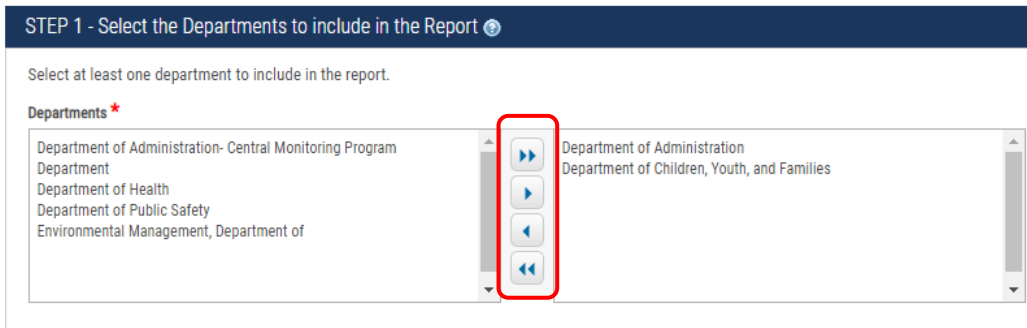 STEP 1 - Select the Departments to include in the Report ?
Select at least one department to include in the report.
Departments *
Department of Administration- Central Monitoring Program
Department
Department of Health
Department of Public Safety
Environmental Management, Department of
Department of Administration
Department of Children, Youth, and Families